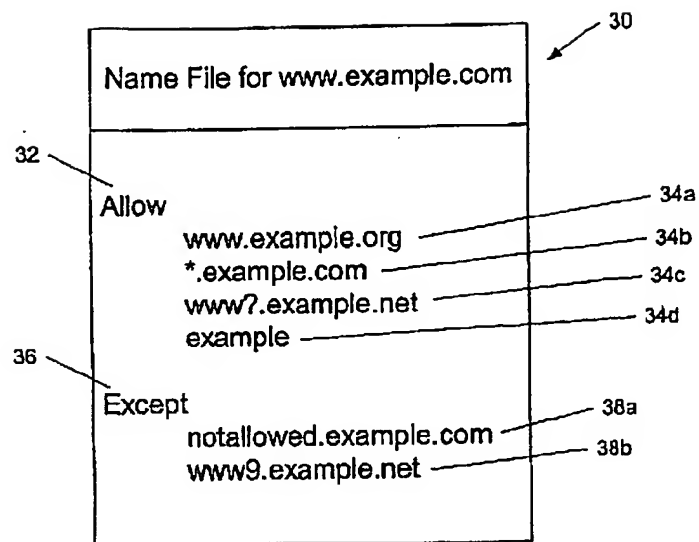 30
Name File for www.example.com
32
Allow
www.example.org 34a
*.example.com 34b
www?.example.net 34c
example 34d
36
Except
notallowed.example.com 38a
www9.example.net 38b